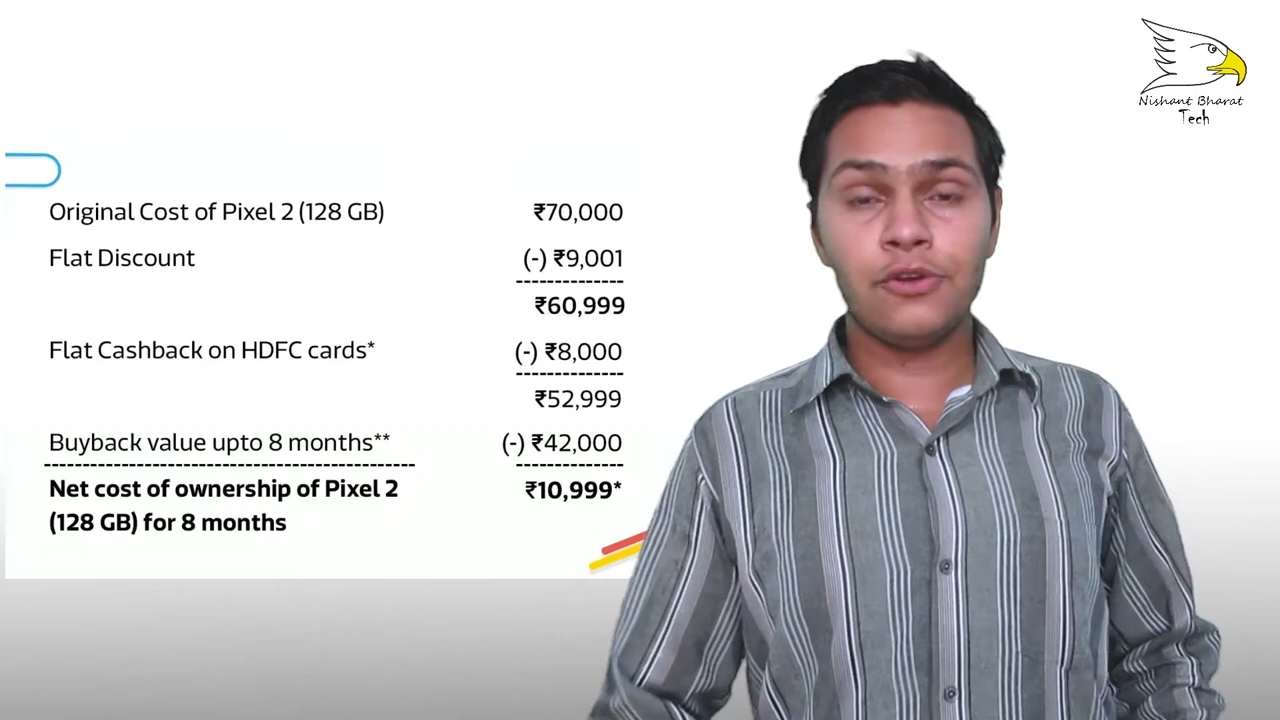 Nishant Bharat
Tech
Original Cost of Pixel 2 (128 GB) ₹70,000
Flat Discount (-) ₹9,001
₹60,999
Flat Cashback on HDFC cards* (-) ₹8,000
₹52,999
Buyback value upto 8 months** (-) ₹42,000
Net cost of ownership of Pixel 2 ₹10,999*
(128 GB) for 8 months